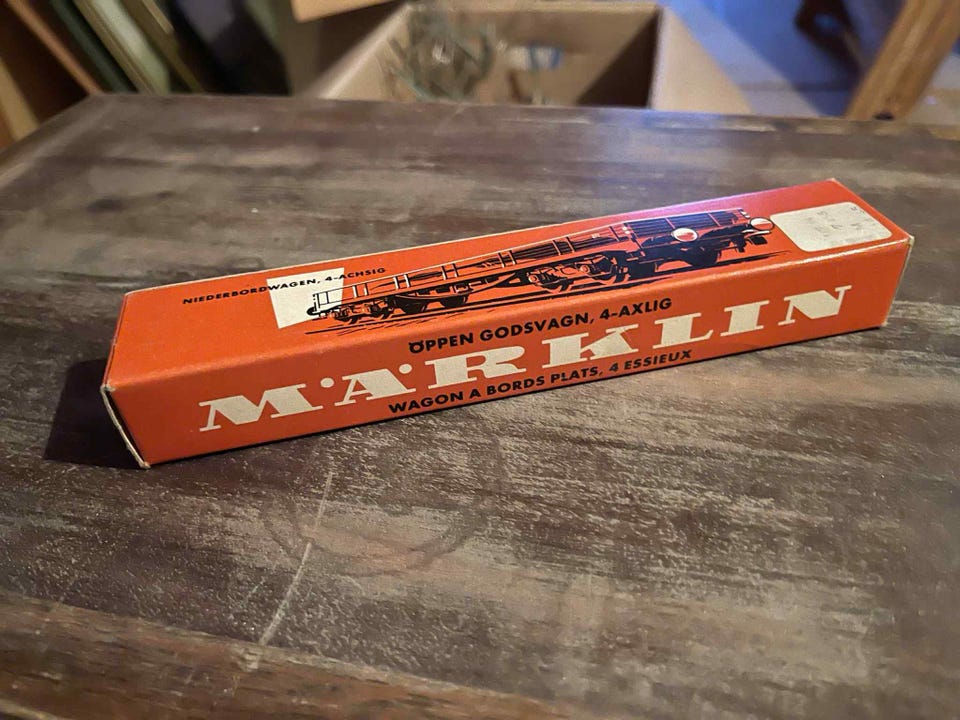 NIEDERBORDWAGEN, 4-ACHSIG
ÖPPEN GODSVAGN, 4-AXLIG
MÄRKLIN
WAGON A BORDS PLATS, 4 ESSIEUX